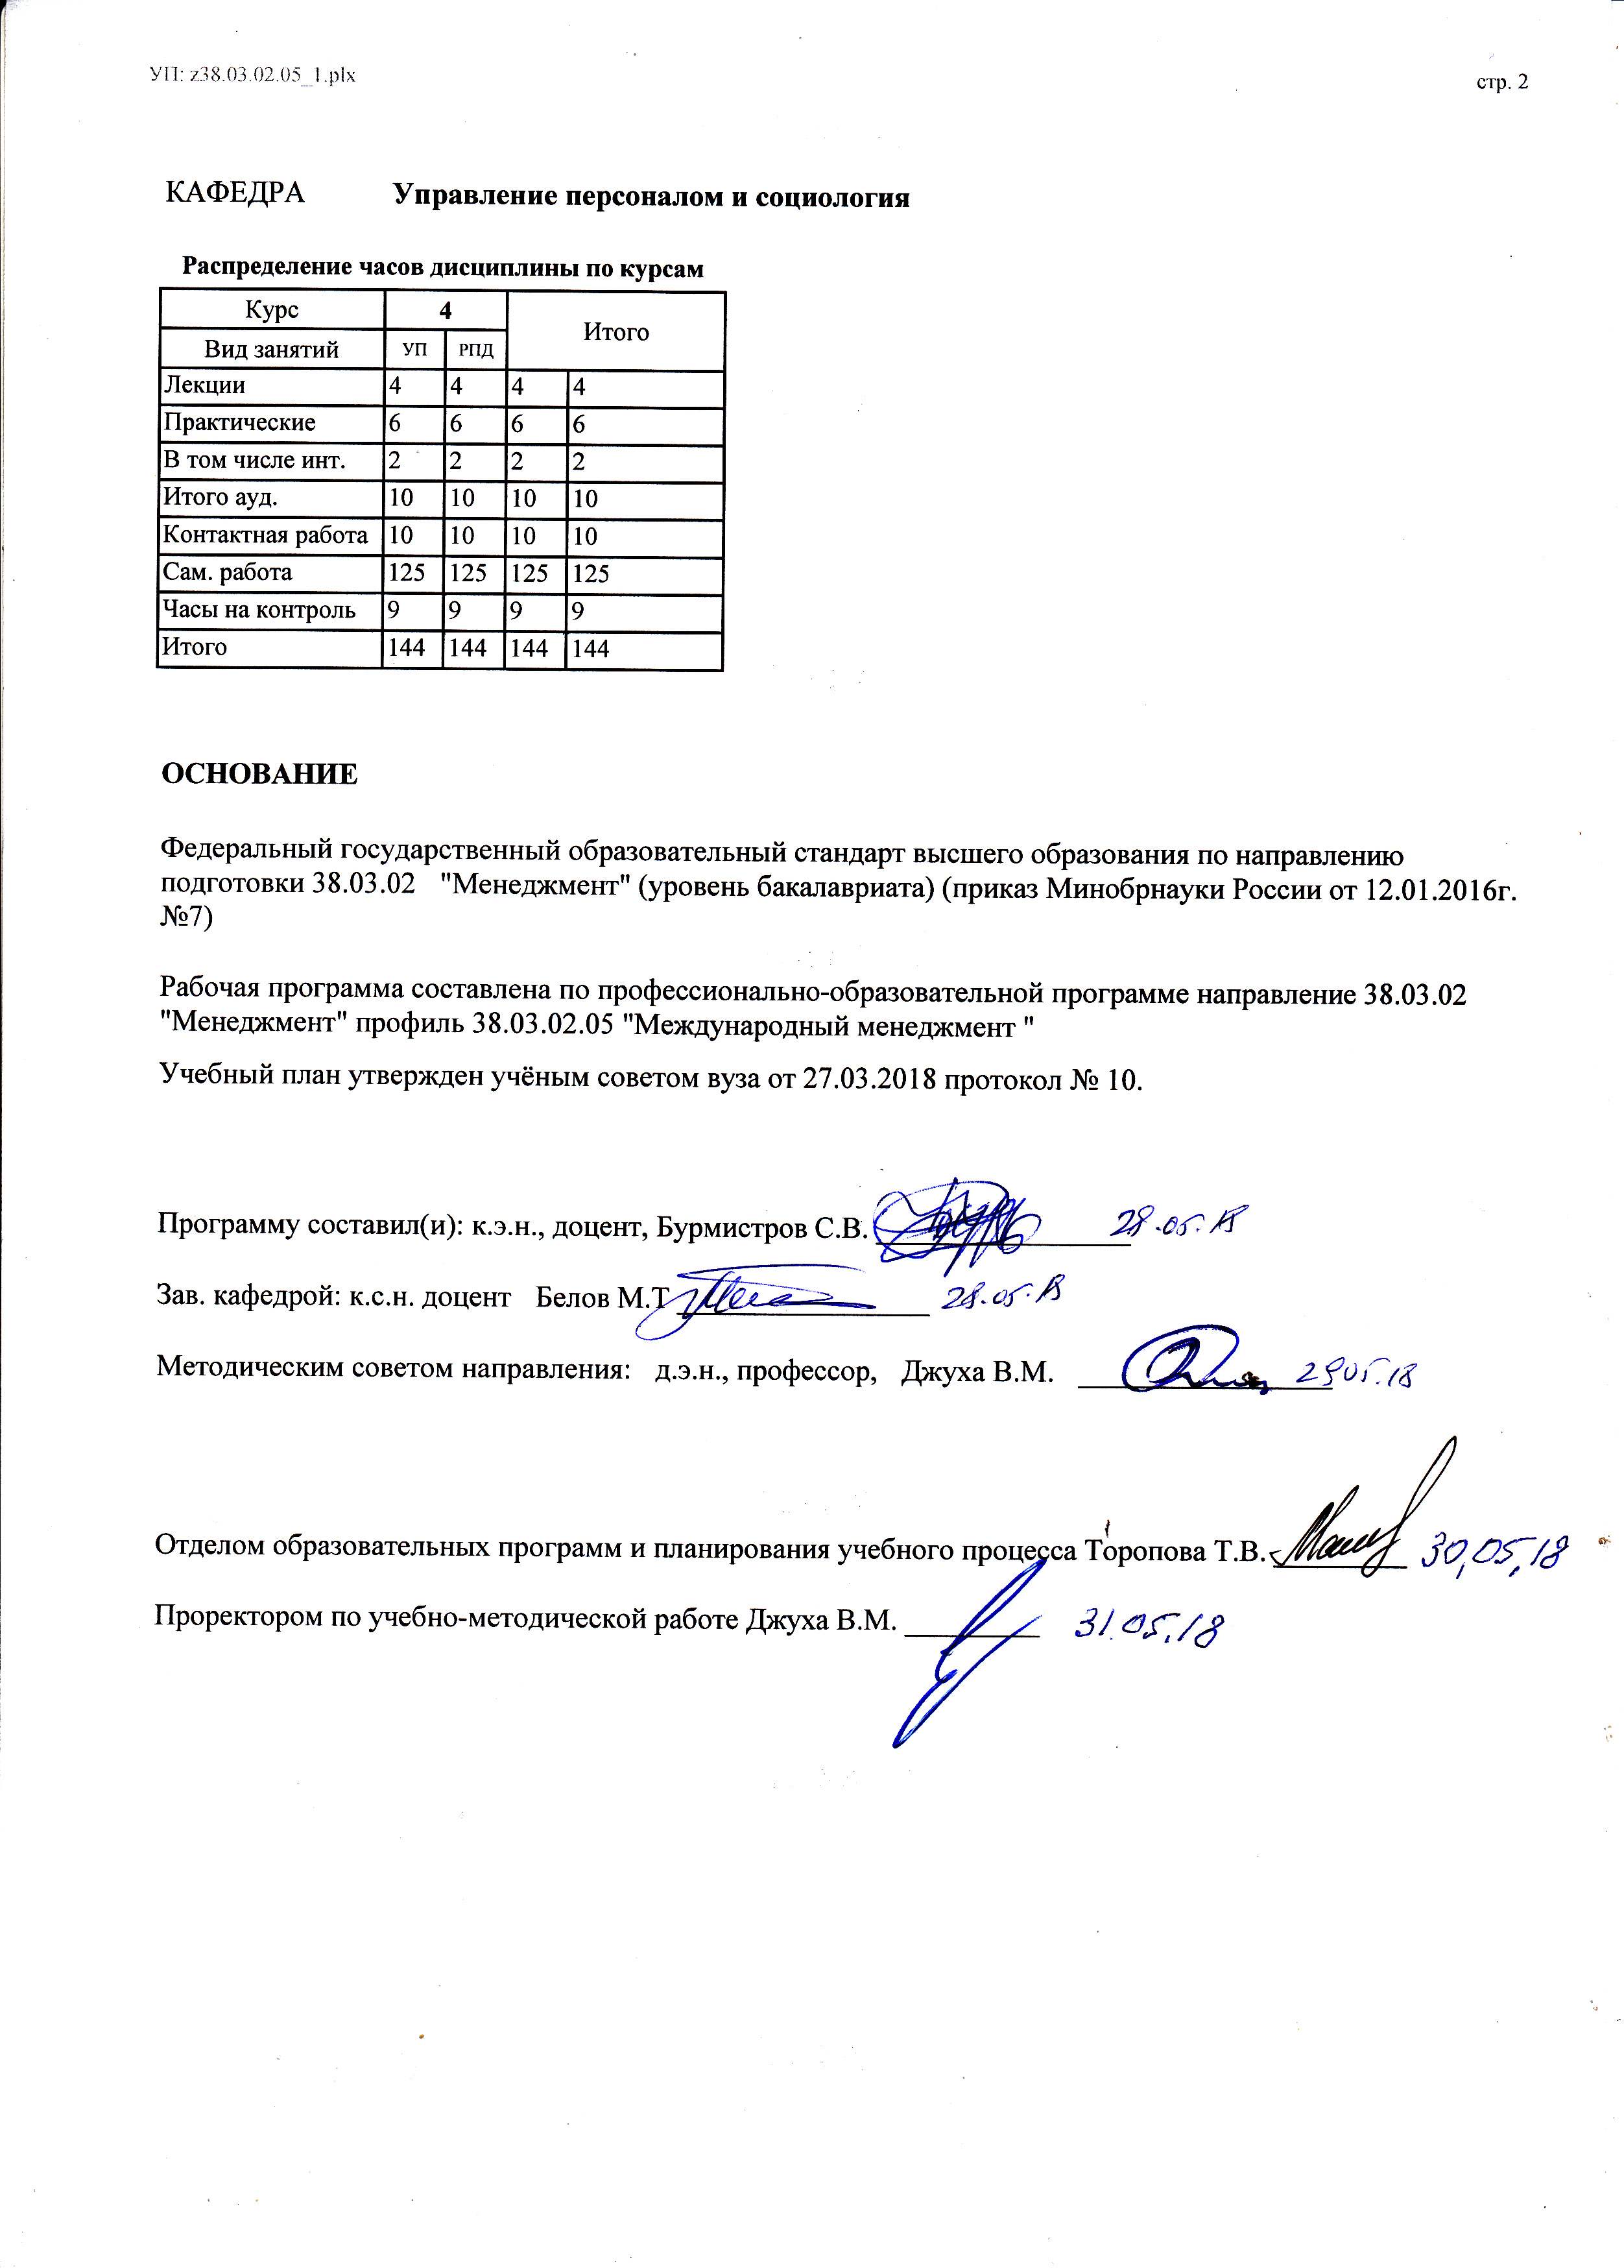 УП: z38.03.02.05_1.plx
стр. 2
КАФЕДРА Управление персоналом и социология
Распределение часов дисциплины по курсам
Курс 4 Итого
Вид занятий УП РПД
Лекции 4 4 4 4
Практические 6 6 6 6
В том числе инт. 2 2 2 2
Итого ауд. 10 10 10 10
Контактная работа 10 10 10 10
Сам. работа 125 125 125 125
Часы на контроль 9 9 9 9
Итого 144 144 144 144
ОСНОВАНИЕ
Федеральный государственный образовательный стандарт высшего образования по направлению
подготовки 38.03.02 "Менеджмент" (уровень бакалавриата) (приказ Минобрнауки России от 12.01.2016г.
№7)
Рабочая программа составлена по профессионально-образовательной программе направление 38.03.02
"Менеджмент" профиль 38.03.02.05 "Международный менеджмент "
Учебный план утвержден учёным советом вуза от 27.03.2018 протокол № 10.
Программу составил(и): к.э.н., доцент, Бурмистров С.В. 28.05.18
Зав. кафедрой: к.с.н. доцент Белов М.Т 28.05.18
Методическим советом направления: д.э.н., профессор, Джуха В.М. 2905.18
Отделом образовательных программ и планирования учебного процесса Торопова Т.В. 30,05,18
Проректором по учебно-методической работе Джуха В.М. 31.05.18